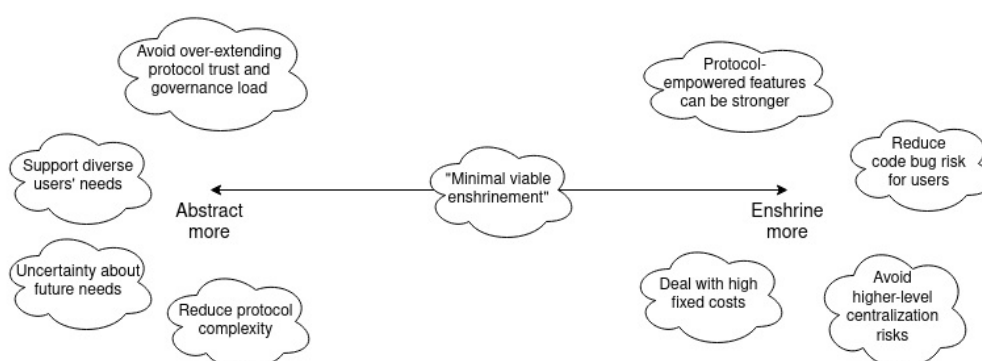 Avoid over-extending
protocol trust and
governance load
Protocol-
empowered features
can be stronger
Support diverse
users' needs
"Minimal viable
enshrinement"
Reduce
code bug risk
for users
Abstract
more
Enshrine
more
Uncertainty about
future needs
Reduce protocol
complexity
Deal with high
fixed costs
Avoid
higher-level
centralization
risks